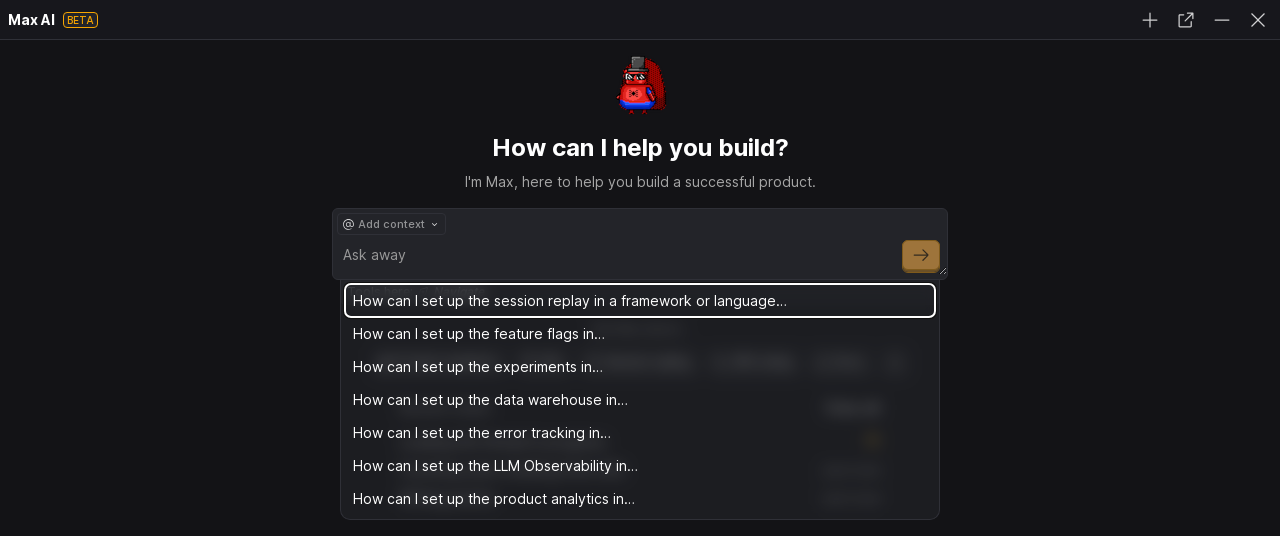 Max AI BETA
How can I help you build?
I'm Max, here to help you build a successful product.
@ Add context
Ask away
How can I set up the session replay in a framework or language…
How can I set up the feature flags in…
How can I set up the experiments in…
How can I set up the data warehouse in…
How can I set up the error tracking in…
How can I set up the LLM Observability in…
How can I set up the product analytics in…